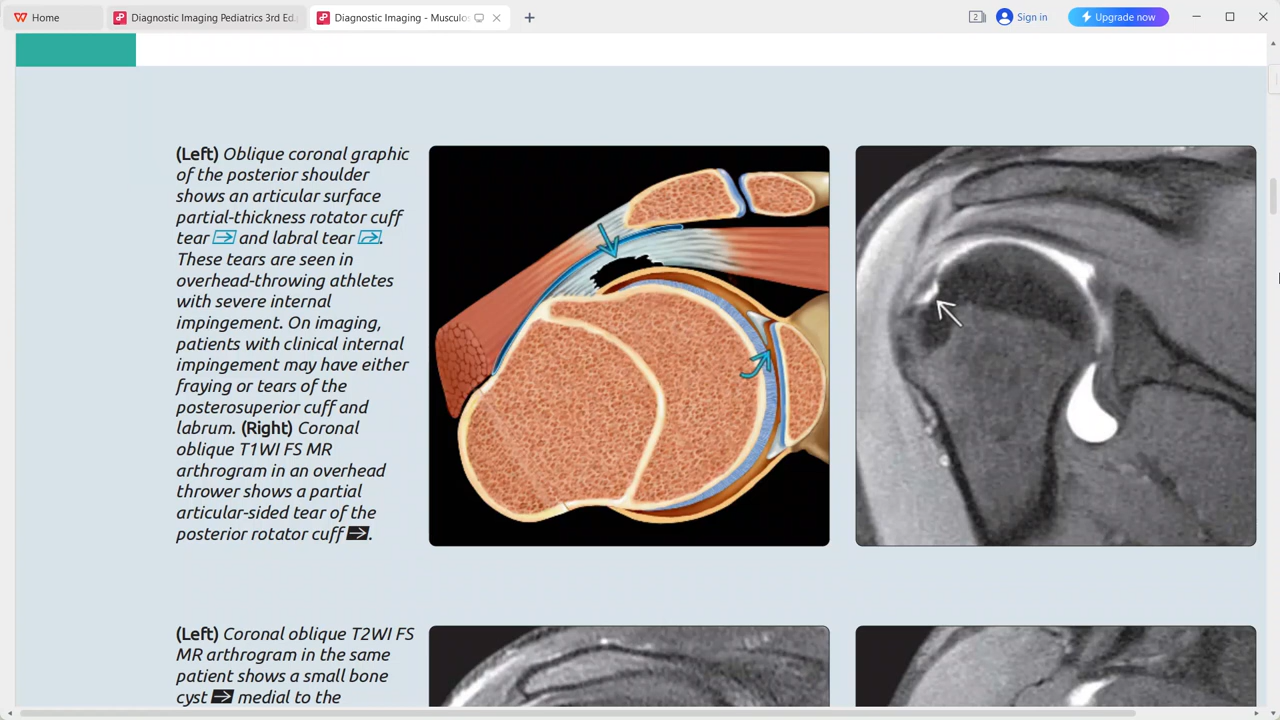 Home
Diagnostic Imaging Pediatrics 3rd Ed.
Diagnostic Imaging - Musculo
2
Sign in
Upgrade now
(Left) Oblique coronal graphic
of the posterior shoulder
shows an articular surface
partial-thickness rotator cuff
tear and labral tear .
These tears are seen in
overhead-throwing athletes
with severe internal
impingement. On imaging,
patients with clinical internal
impingement may have either
fraying or tears of the
posterosuperior cuff and
labrum. (Right) Coronal
oblique T1WI FS MR
arthrogram in an overhead
thrower shows a partial
articular-sided tear of the
posterior rotator cuff .
(Left) Coronal oblique T2WI FS
MR arthrogram in the same
patient shows a small bone
cyst medial to the